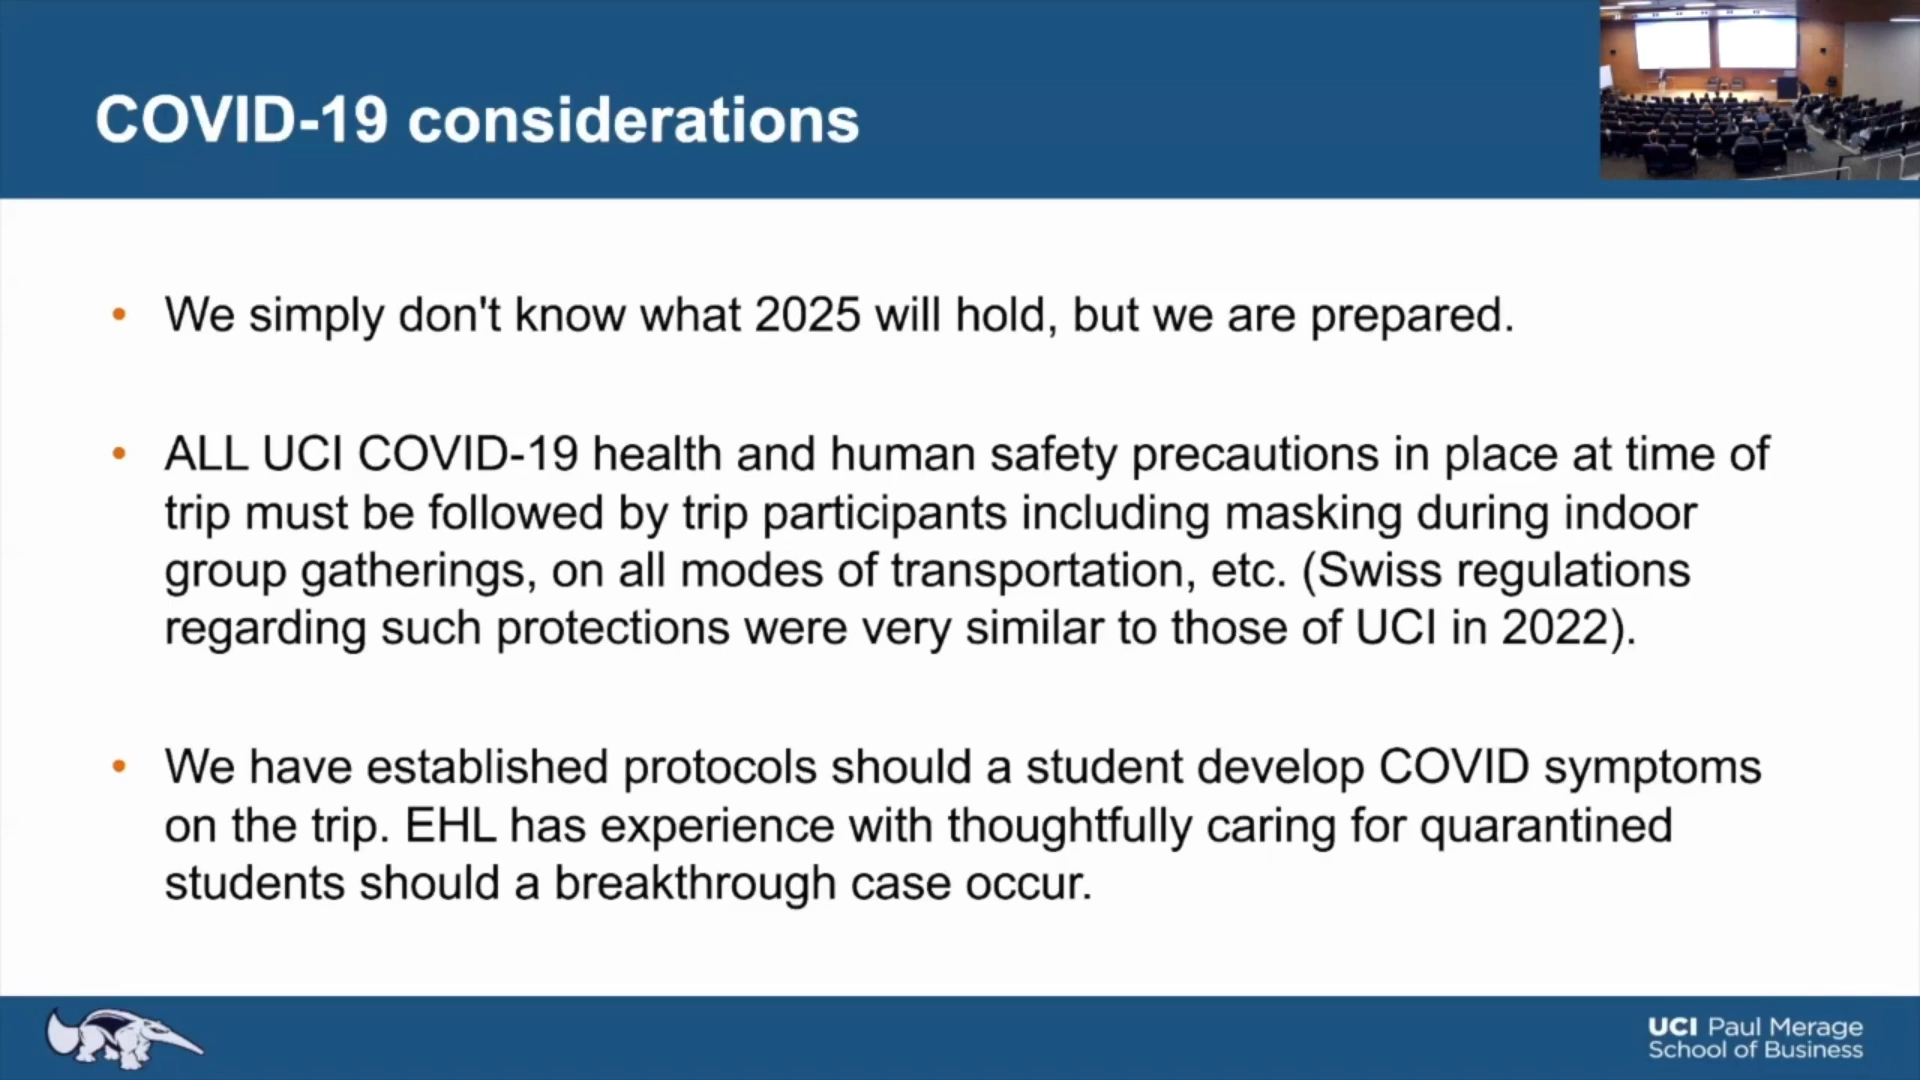 COVID-19 considerations
• We simply don't know what 2025 will hold, but we are prepared.
• ALL UCI COVID-19 health and human safety precautions in place at time of
trip must be followed by trip participants including masking during indoor
group gatherings, on all modes of transportation, etc. (Swiss regulations
regarding such protections were very similar to those of UCI in 2022).
• We have established protocols should a student develop COVID symptoms
on the trip. EHL has experience with thoughtfully caring for quarantined
students should a breakthrough case occur.
UCI Paul Merage
School of Business